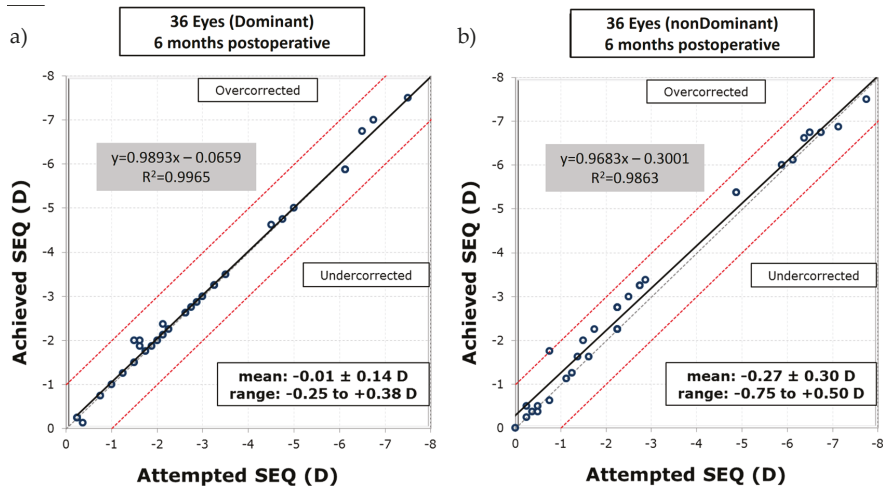 36 Eyes (Dominant)
6 months postoperative
a)
Overcorrected
y=0.9893x – 0.0659
R²=0.9965
Undercorrected
mean: -0.01 ± 0.14 D
range: -0.25 to +0.38 D
Achieved SEQ (D)
-8
-7
-6
-5
-4
-3
-2
-1
0
0 -1 -2 -3 -4 -5 -6 -7 -8
Attempted SEQ (D)
36 Eyes (nonDominant)
6 months postoperative
b)
Overcorrected
y=0.9683x – 0.3001
R²=0.9863
Undercorrected
mean: -0.27 ± 0.30 D
range: -0.75 to +0.50 D
Achieved SEQ (D)
-8
-7
-6
-5
-4
-3
-2
-1
0
0 -1 -2 -3 -4 -5 -6 -7 -8
Attempted SEQ (D)